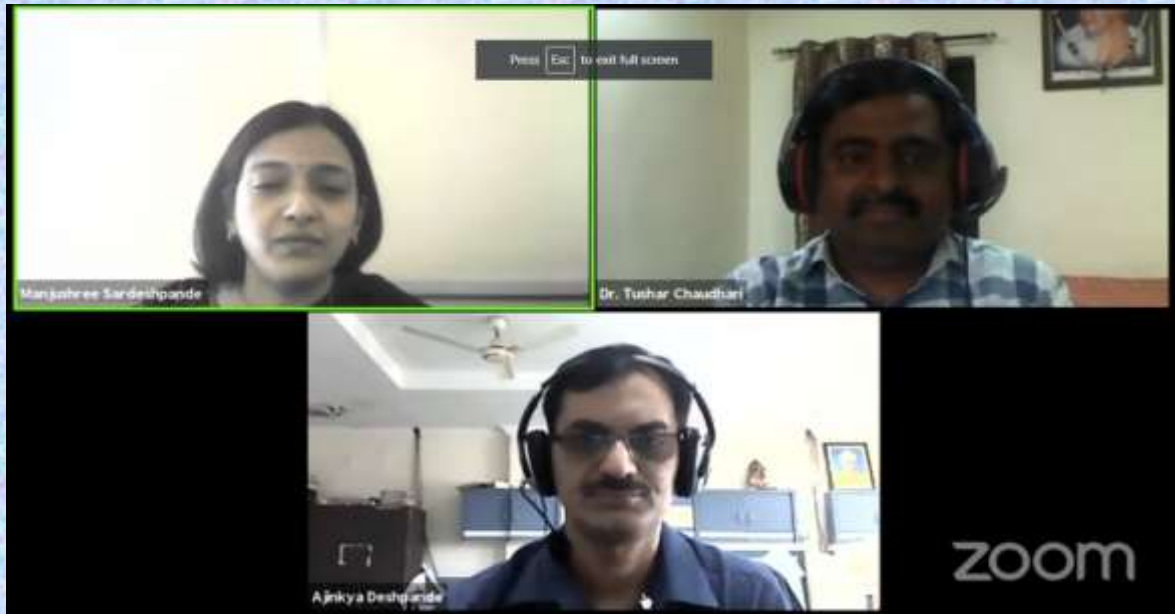 Press Esc to exit full screen
Manjushree Sardeshpande
Dr. Tushar Chaudhari
Ajinkya Deshpande
zoom